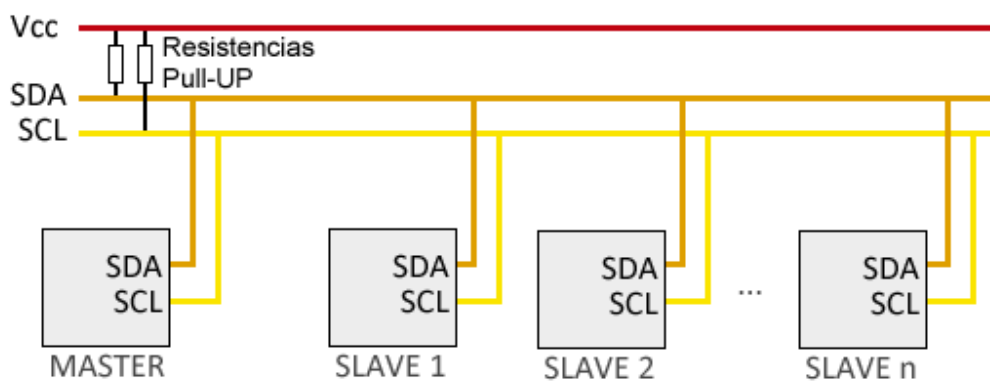 Vcc
Resistencias
Pull-UP
SDA
SCL
SDA
SCL
MASTER
SDA
SCL
SLAVE 1
SDA
SCL
SLAVE 2
...
SDA
SCL
SLAVE n